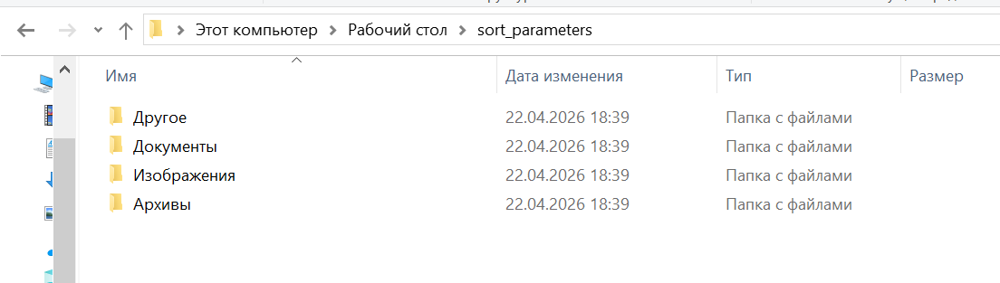 Этот компьютер Рабочий стол sort_parameters
Имя Дата изменения Тип Размер
Другое 22.04.2026 18:39 Папка с файлами
Документы 22.04.2026 18:39 Папка с файлами
Изображения 22.04.2026 18:39 Папка с файлами
Архивы 22.04.2026 18:39 Папка с файлами